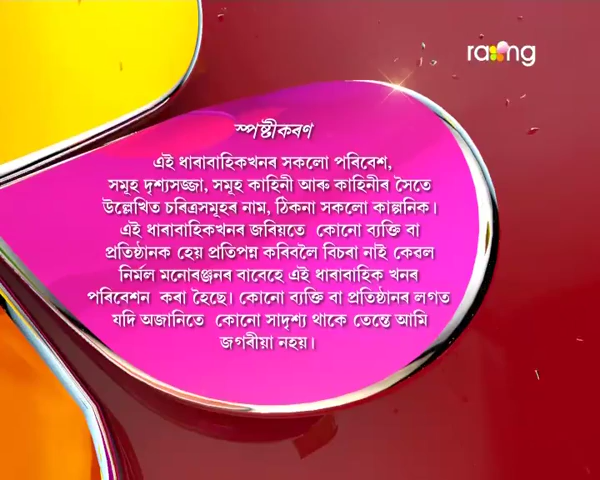 rang
স্পষ্টীকৰণ
এই ধাৰাবাহিকখনৰ সকলো পৰিবেশ,
সমূহ দৃশ্যসজ্জা, সমূহ কাহিনী আৰু কাহিনীৰ সৈতে
উল্লেখিত চৰিত্ৰসমূহৰ নাম, ঠিকনা সকলো কাল্পনিক।
এই ধাৰাবাহিকখনৰ জৰিয়তে কোনো ব্যক্তি বা
প্ৰতিষ্ঠানক হেয় প্ৰতিপন্ন কৰিবলৈ বিচৰা নাই কেৱল
নিৰ্মল মনোৰঞ্জনৰ বাবেহে এই ধাৰাবাহিক খনৰ
পৰিবেশন কৰা হৈছে। কোনো ব্যক্তি বা প্ৰতিষ্ঠানৰ লগত
যদি অজানিতে কোনো সাদৃশ্য থাকে তেন্তে আমি
জগৰীয়া নহয়।